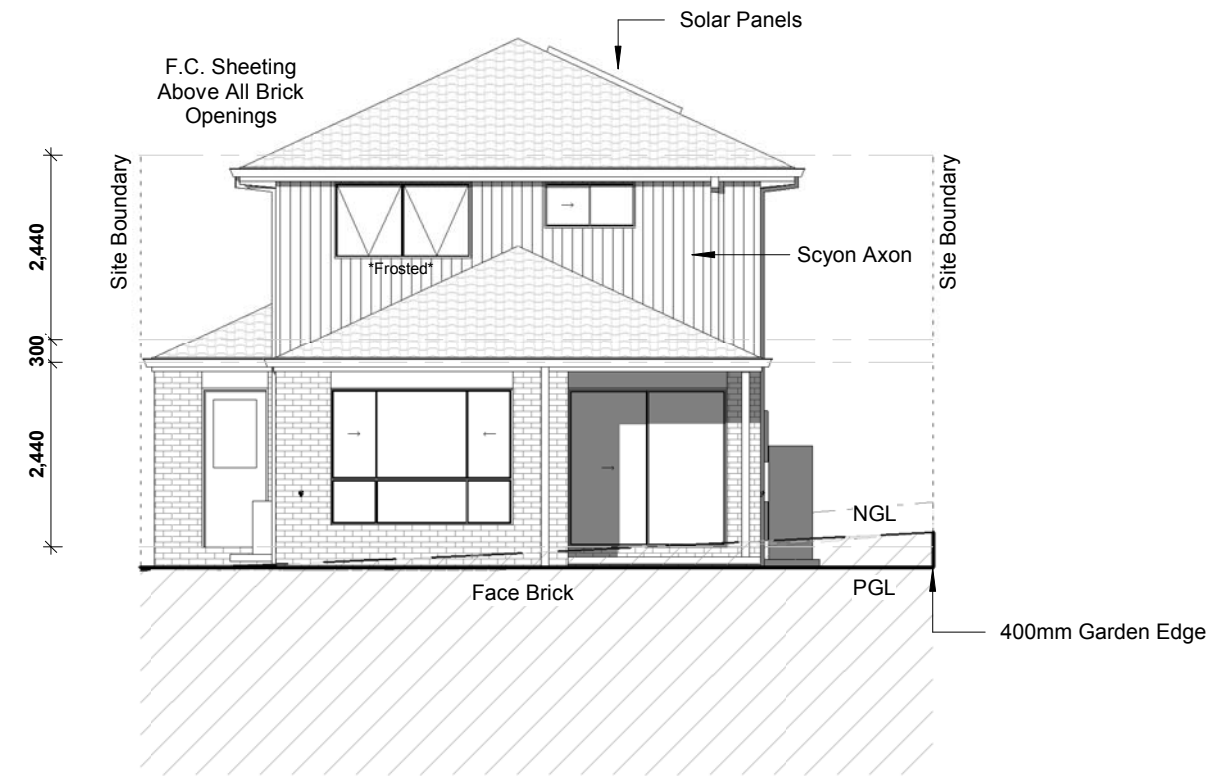 Solar Panels
F.C. Sheeting
Above All Brick
Openings
Site Boundary
Site Boundary
2,440
Scyon Axon
*Frosted*
300
2,440
NGL
Face Brick
PGL
400mm Garden Edge